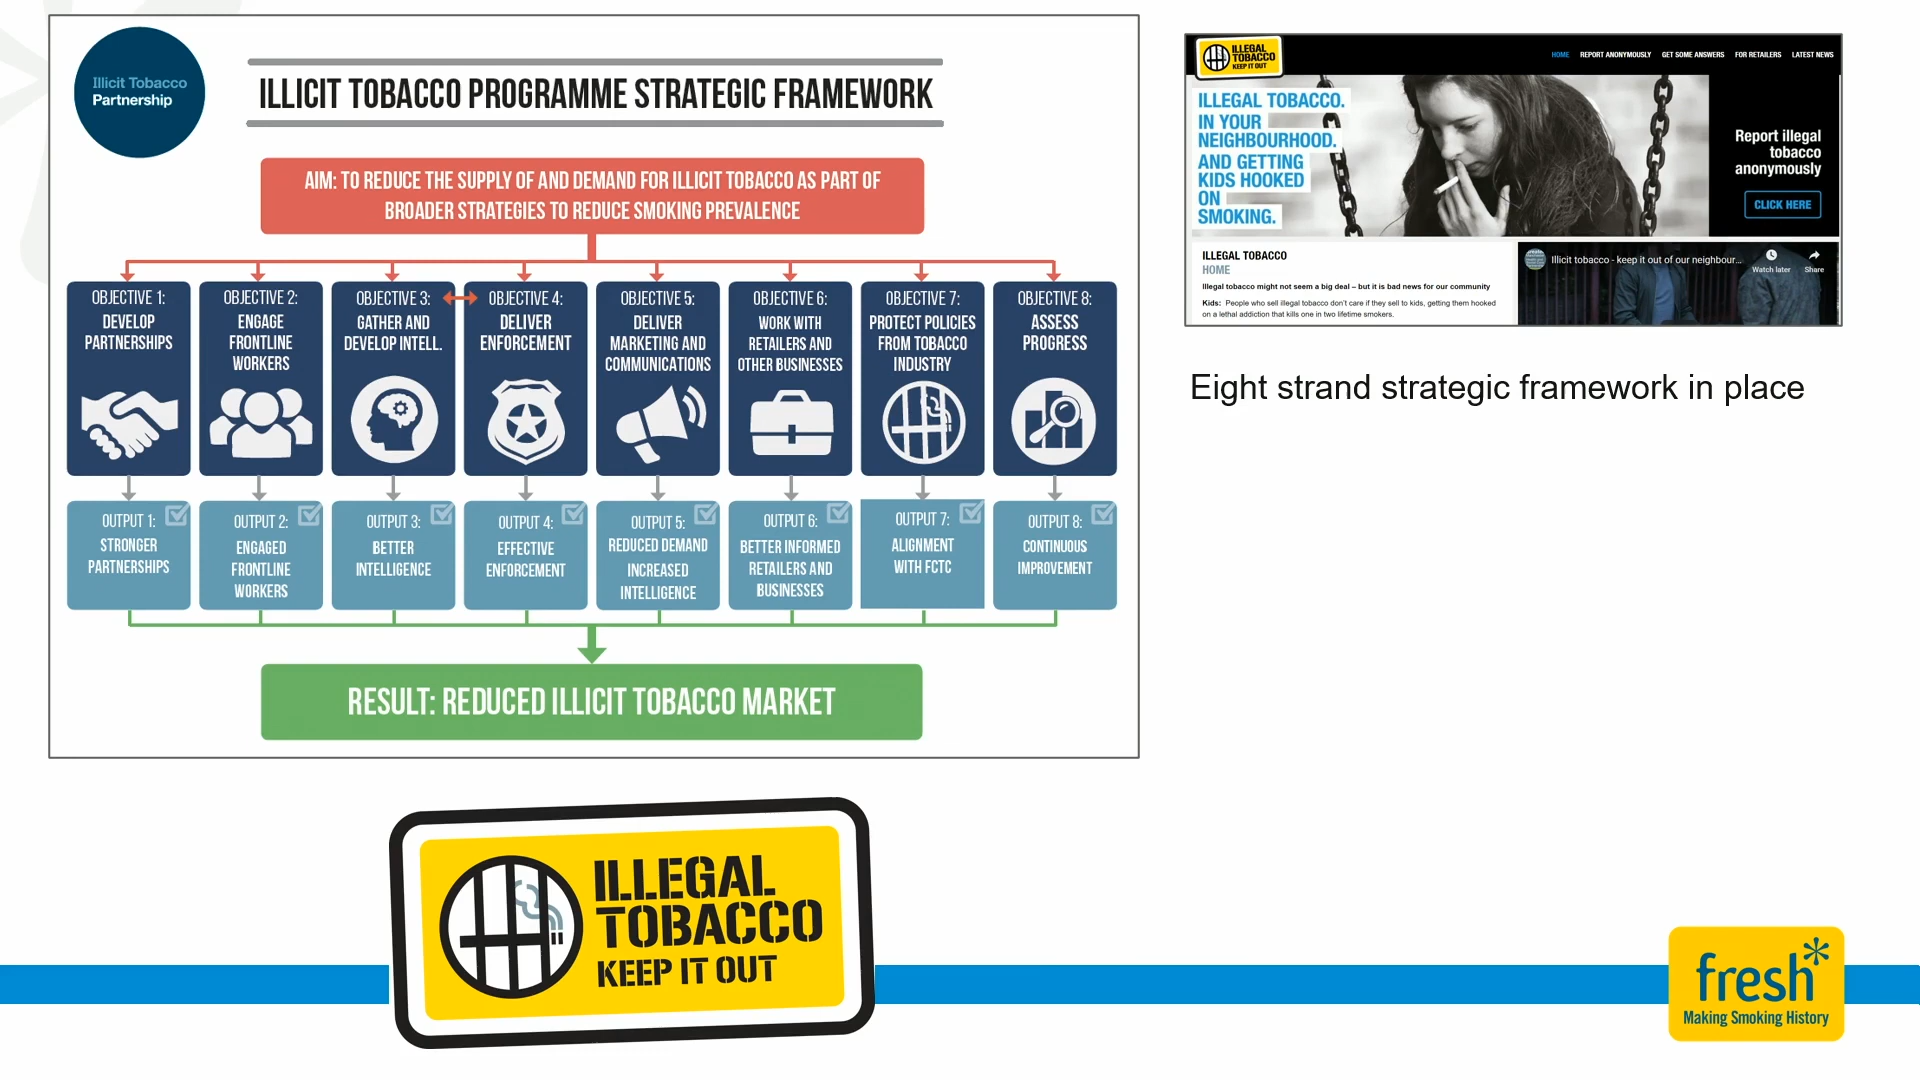 Illicit Tobacco
Partnership
ILLICIT TOBACCO PROGRAMME STRATEGIC FRAMEWORK
AIM: TO REDUCE THE SUPPLY OF AND DEMAND FOR ILLICIT TOBACCO AS PART OF
BROADER STRATEGIES TO REDUCE SMOKING PREVALENCE
OBJECTIVE 1:
DEVELOP
PARTNERSHIPS
OBJECTIVE 2:
ENGAGE
FRONTLINE
WORKERS
OBJECTIVE 3:
GATHER AND
DEVELOP INTELL.
OBJECTIVE 4:
DELIVER
ENFORCEMENT
OBJECTIVE 5:
DELIVER
MARKETING AND
COMMUNICATIONS
OBJECTIVE 6:
WORK WITH
RETAILERS AND
OTHER BUSINESSES
OBJECTIVE 7:
PROTECT POLICIES
FROM TOBACCO
INDUSTRY
OBJECTIVE 8:
ASSESS
PROGRESS
OUTPUT 1:
STRONGER
PARTNERSHIPS
OUTPUT 2:
ENGAGED
FRONTLINE
WORKERS
OUTPUT 3:
BETTER
INTELLIGENCE
OUTPUT 4:
EFFECTIVE
ENFORCEMENT
OUTPUT 5:
REDUCED DEMAND
INCREASED
INTELLIGENCE
OUTPUT 6:
BETTER INFORMED
RETAILERS AND
BUSINESSES
OUTPUT 7:
ALIGNMENT
WITH FCTC
OUTPUT 8:
CONTINUOUS
IMPROVEMENT
RESULT: REDUCED ILLICIT TOBACCO MARKET
ILLEGAL
TOBACCO
KEEP IT OUT
HOME REPORT ANONYMOUSLY GET SOME ANSWERS FOR RETAILERS LATEST NEWS
ILLEGAL TOBACCO.
IN YOUR
NEIGHBOURHOOD.
AND GETTING
KIDS HOOKED
ON
SMOKING.
Report illegal
tobacco
anonymously
CLICK HERE
ILLEGAL TOBACCO
HOME
Illegal tobacco might not seem a big deal – but it is bad news for our community
Kids: People who sell illegal tobacco don't care if they sell to kids, getting them hooked
on a lethal addiction that kills one in two lifetime smokers.
Illicit tobacco - keep it out of our neighbour...
Watch later
Share
Eight strand strategic framework in place
ILLEGAL
TOBACCO
KEEP IT OUT
fresh*
Making Smoking History